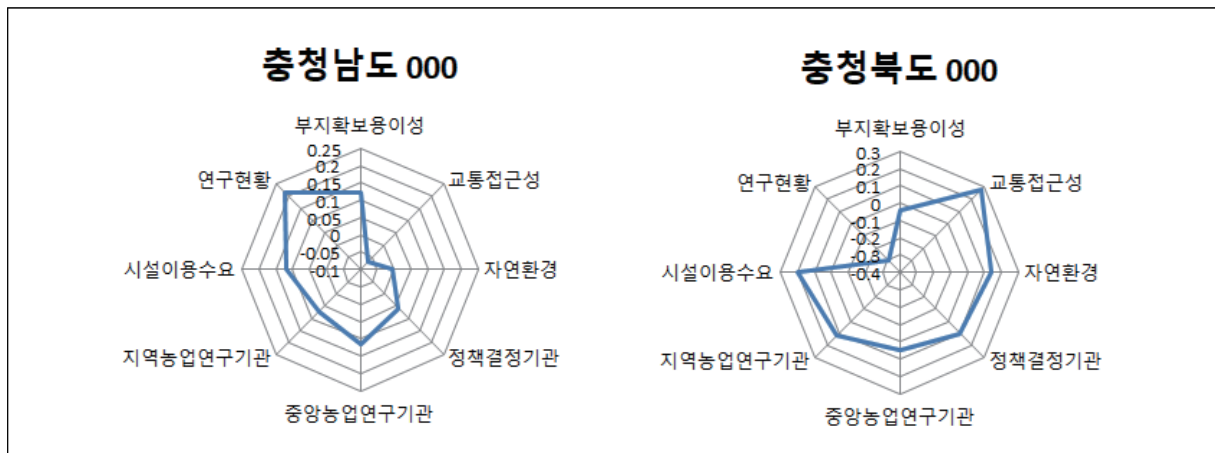 충청남도 000
부지확보용이성
0.25
0.2
0.15
0.1
0.05
0
-0.05
-0.1
교통접근성
자연환경
정책결정기관
중앙농업연구기관
지역농업연구기관
시설이용수요
연구현황
충청북도 000
부지확보용이성
0.3
0.2
0.1
0
-0.1
-0.2
-0.3
-0.4
교통접근성
자연환경
정책결정기관
중앙농업연구기관
지역농업연구기관
시설이용수요
연구현황